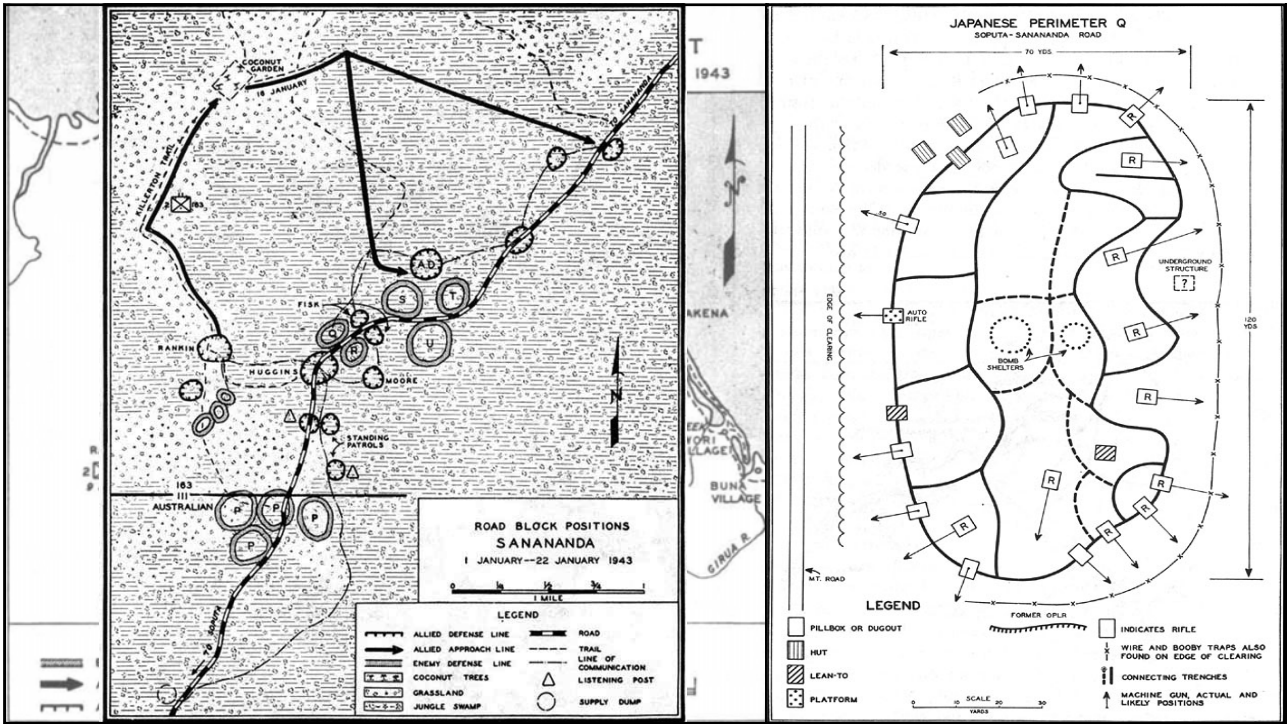 COCONUT
GARDEN
16 JANUARY
TO SANANANDA
KILLERTON TRAIL
163
A.D.
S
T
FISK
Q
R
U
RANKIN
HUGGINS
MOORE
STANDING
PATROLS
N
163
III
AUSTRALIAN
P
P
P
P
TO SOPUTA
ROAD BLOCK POSITIONS
SANANANDA
1 JANUARY--22 JANUARY 1943
0 1/4 1/2 3/4 1
1 MILE
LEGEND
ALLIED DEFENSE LINE
ALLIED APPROACH LINE
ENEMY DEFENSE LINE
COCONUT TREES
GRASSLAND
JUNGLE SWAMP
ROAD
TRAIL
LINE OF
COMMUNICATION
LISTENING POST
SUPPLY DUMP
T
1943
N
AKENA
VILLAGE
BUNA
VILLAGE
GIRUA R.
JAPANESE PERIMETER Q
SOPUTA-SANANANDA ROAD
70 YDS.
R
R
.50
R
UNDERGROUND
STRUCTURE
?
AUTO
RIFLE
R
EDGE OF CLEARING
120
YDS
BOMB
SHELTERS
R
R
R
R
R
R
MT. ROAD
FORMER OPLR
LEGEND
PILLBOX OR DUGOUT
HUT
LEAN-TO
PLATFORM
INDICATES RIFLE
WIRE AND BOOBY TRAPS ALSO
FOUND ON EDGE OF CLEARING
CONNECTING TRENCHES
MACHINE GUN, ACTUAL AND
LIKELY POSITIONS
SCALE
0 10 20 30
YARDS